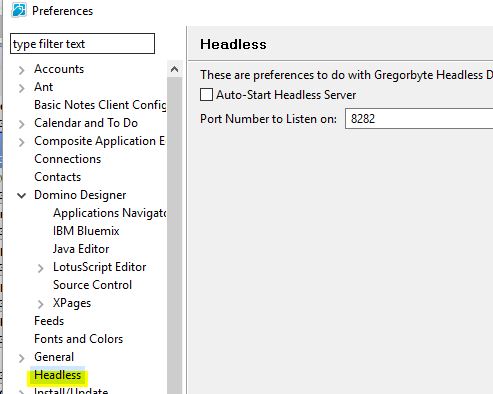 Preferences
type filter text
Accounts
Ant
Basic Notes Client Config
Calendar and To Do
Composite Application E
Connections
Contacts
Domino Designer
Applications Navigato
IBM Bluemix
Java Editor
LotusScript Editor
Source Control
XPages
Feeds
Fonts and Colors
General
Headless
Install/Update
Headless
These are preferences to do with Gregorbyte Headless D
Auto-Start Headless Server
Port Number to Listen on: 8282